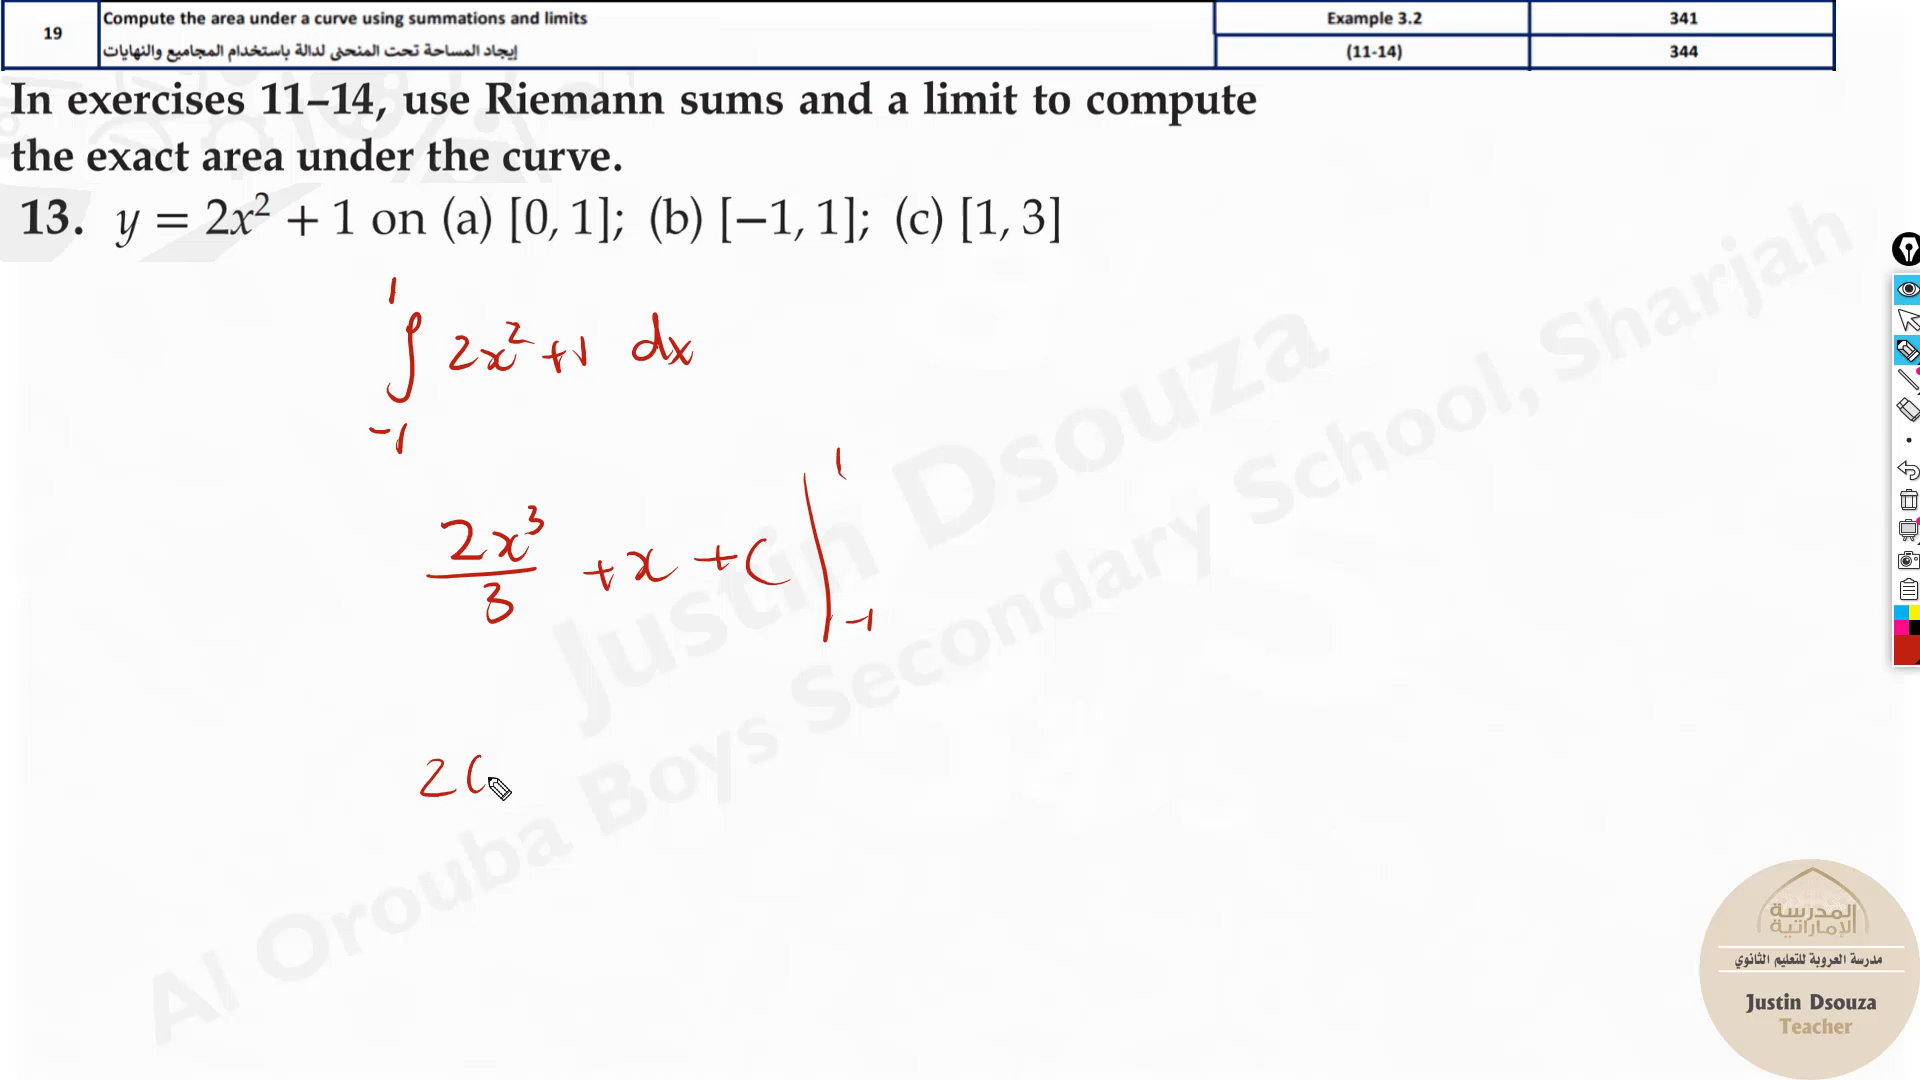 19
Compute the area under a curve using summations and limits
إيجاد المساحة تحت المنحنى لدالة باستخدام المجاميع والنهايات
Example 3.2
341
(11-14)
344
In exercises 11–14, use Riemann sums and a limit to compute
the exact area under the curve.
13. y = 2x² + 1 on (a) [0, 1]; (b) [−1, 1]; (c) [1, 3]
1
∫ 2x² + 1 dx
-1
2x³/3 + x + C | 1
-1
2(
Justin Dsouza
Al Orouba Boys Secondary School, Sharjah
المدرسة
الإماراتية
مدرسة العروبة للتعليم الثانوي
Justin Dsouza
Teacher